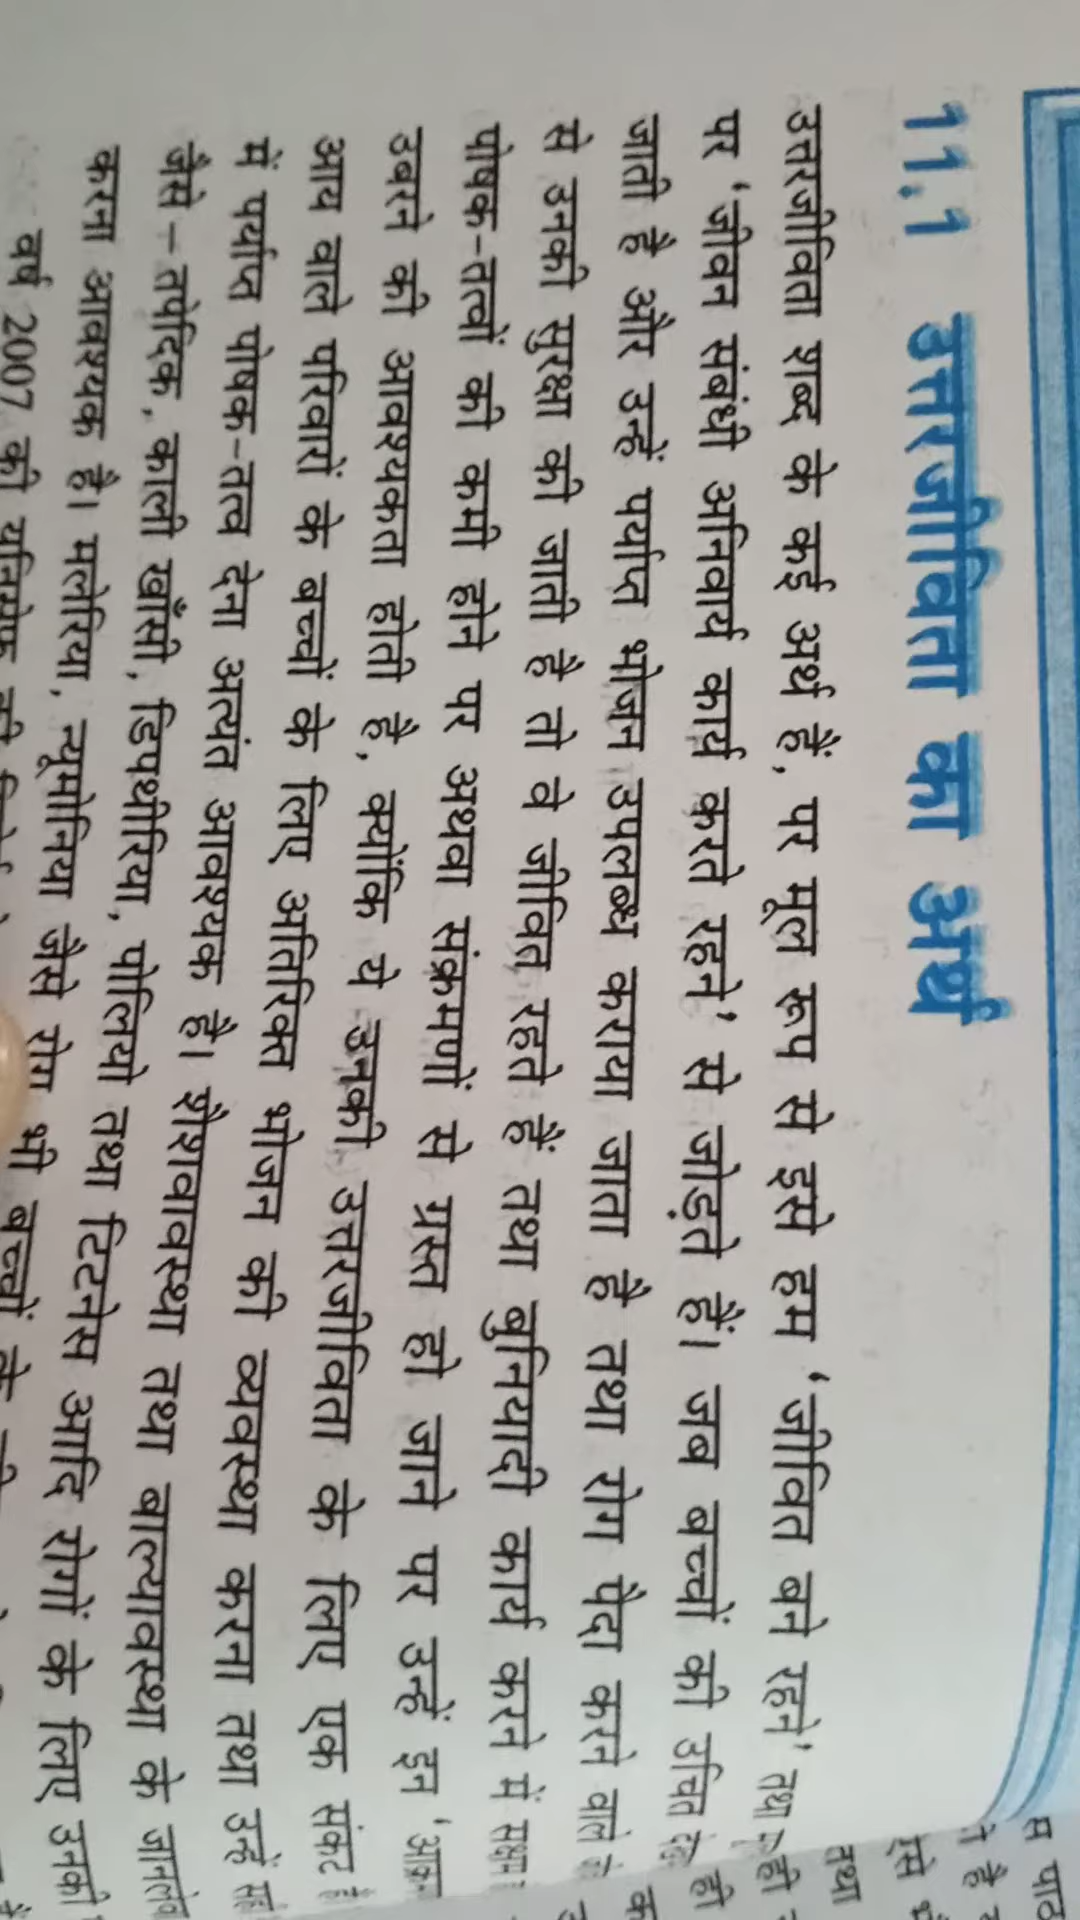 11.1 उत्तरजीविता का अर्थ
उत्तरजीविता शब्द के कई अर्थ हैं, पर मूल रूप से इसे हम ‘जीवित बने रहने’ तथा
पर ‘जीवन संबंधी अनिवार्य कार्य करते रहने’ से जोड़ते हैं। जब बच्चों की उचित
जाती है और उन्हें पर्याप्त भोजन उपलब्ध कराया जाता है तथा रोग पैदा करने वाले
से उनकी सुरक्षा की जाती है तो वे जीवित रहते हैं तथा बुनियादी कार्य करने में सक्षम
पोषक-तत्वों की कमी होने पर अथवा संक्रमणों से ग्रस्त हो जाने पर उन्हें इन
उबरने की आवश्यकता होती है, क्योंकि ये उनकी उत्तरजीविता के लिए एक संकट
आय वाले परिवारों के बच्चों के लिए अतिरिक्त भोजन की व्यवस्था करना तथा उन्हें
में पर्याप्त पोषक-तत्व देना अत्यंत आवश्यक है। शैशवावस्था तथा बाल्यावस्था के
जैसे – तपेदिक, काली खाँसी, डिपथीरिया, पोलियो तथा टिटनेस आदि रोगों के लिए उनका
करना आवश्यक है। मलेरिया, न्यूमोनिया जैसे रोग भी बच्चों के
वर्ष 2007 की